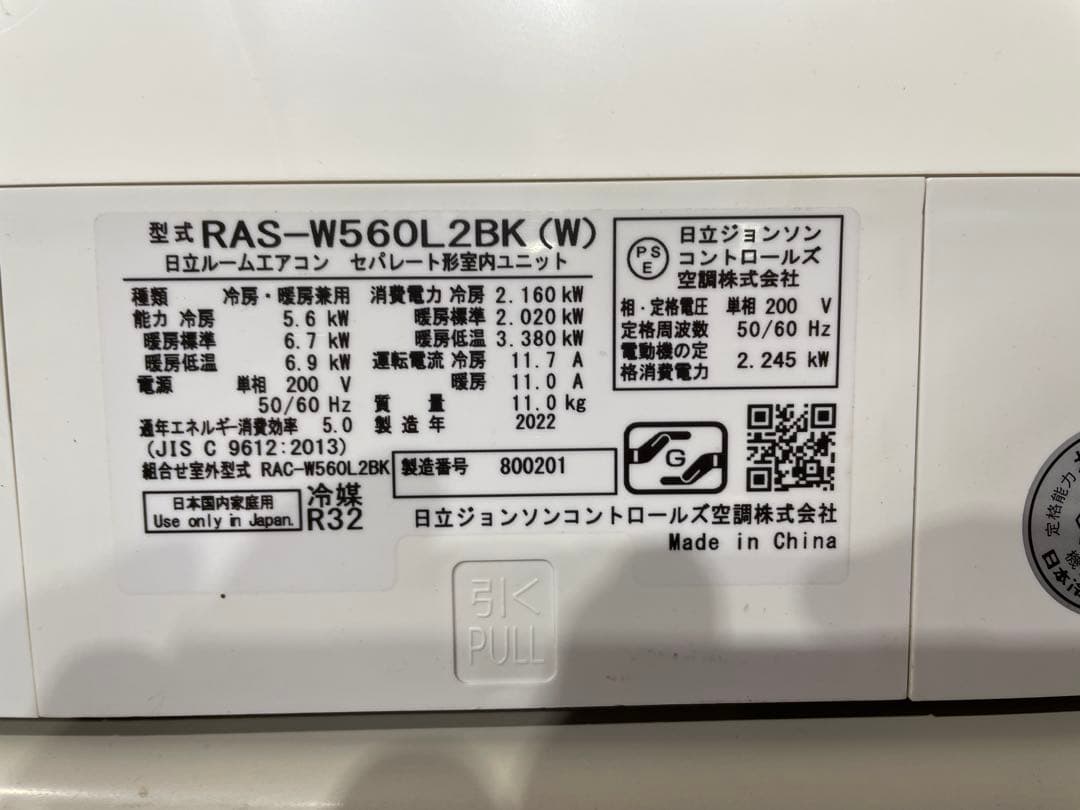 型式 RAS-W560L2BK(W)
日立ルームエアコン セパレート形室内ユニット
種類 冷房・暖房兼用
能力 冷房 5.6 kW
暖房標準 6.7 kW
暖房低温 6.9 kW
電源 単相 200 V
50/60 Hz
通年エネルギー消費効率 5.0
(JIS C 9612:2013)
組合せ室外型式 RAC-W560L2BK
消費電力 冷房 2.160 kW
暖房標準 2.020 kW
暖房低温 3.380 kW
運転電流 冷房 11.7 A
暖房 11.0 A
質量 11.0 kg
製造年 2022
製造番号 800201
PS
E
日立ジョンソン
コントロールズ
空調株式会社
相・定格電圧 単相 200 V
定格周波数 50/60 Hz
電動機の定
格消費電力 2.245 kW
G
日本国内家庭用
Use only in Japan.
冷媒
R32
日立ジョンソンコントロールズ空調株式会社
Made in China
引く
PULL
定格能力